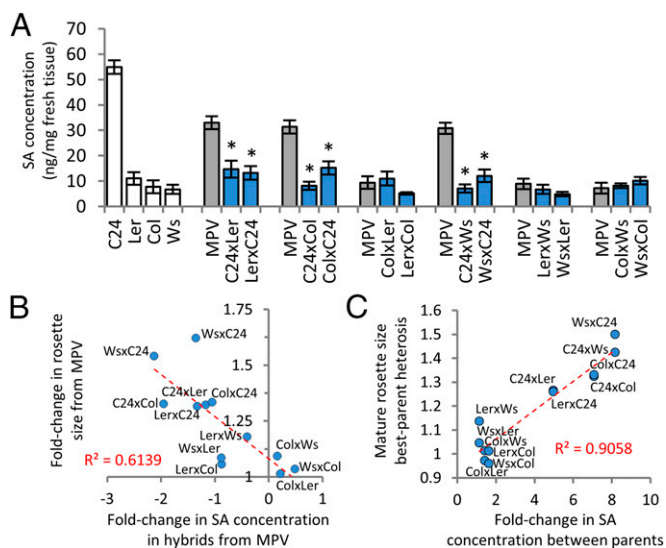 A
SA concentration
(ng/mg fresh tissue)
70
60
50
40
30
20
10
0
* * * * * *
C24 Ler Col Ws MPV C24xLer LerxC24 MPV C24xCol ColxC24 MPV ColxLer LerxCol MPV C24xWs WsxC24 MPV LerxWs WsxLer MPV ColxWs WsxCol
B
Fold-change in rosette
size from MPV
1.75
1.5
1.25
1
WsxC24
WsxC24
C24xCol
C24xLer
ColxC24
LerxC24
LerxWs
WsxLer
ColxWs
LerxCol
WsxCol
ColxLer
R² = 0.6139
-3 -2 -1 0 1
Fold-change in SA concentration
in hybrids from MPV
C
Mature rosette size
best-parent heterosis
1.6
1.5
1.4
1.3
1.2
1.1
1
0.9
WsxC24
C24xWs
ColxC24
C24xLer
C24xCol
LerxC24
LerxWs
WsxLer
ColxWs
LerxCol
WsxCol
ColxLer
R² = 0.9058
0 2 4 6 8 10
Fold-change in SA
concentration between parents